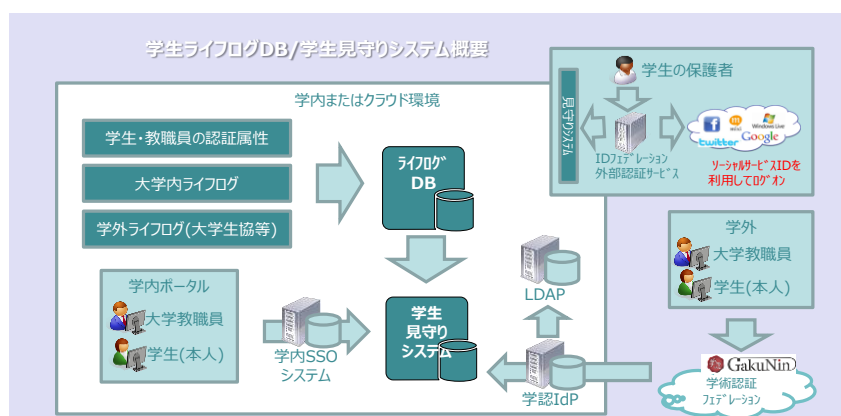 学生ライフログDB/学生見守りシステム概要
学内またはクラウド環境
学生・教職員の認証属性
大学内ライフログ
学外ライフログ(大学生協等)
ﾗｲﾌﾛｸﾞ
DB
学内ポータル
大学教職員
学生(本人)
学内SSO
システム
学生
見守り
システム
LDAP
学認IdP
学生の保護者
見守りシステム
IDﾌｪﾃﾞﾚｰｼｮﾝ
外部認証サービス
mixi
Windows Live
twitter
Google
ｿｰｼｬﾙｻｰﾋﾞｽIDを
利用してﾛｸﾞｵﾝ
学外
大学教職員
学生(本人)
GakuNin
学術認証
ﾌｪﾃﾞﾚｰｼｮﾝ